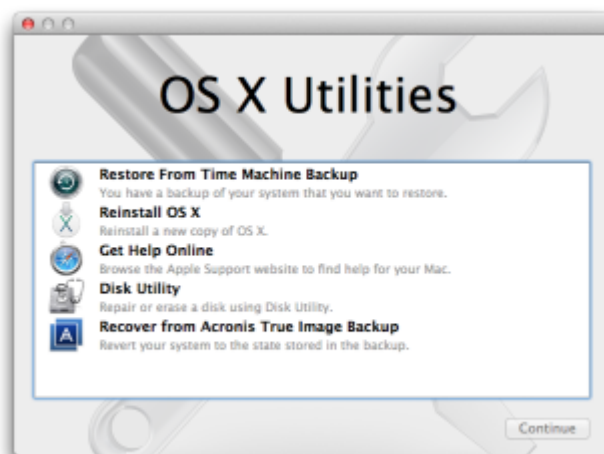 OS X Utilities
Restore From Time Machine Backup
You have a backup of your system that you want to restore.
Reinstall OS X
Reinstall a new copy of OS X.
Get Help Online
Browse the Apple Support website to find help for your Mac.
Disk Utility
Repair or erase a disk using Disk Utility.
Recover from Acronis True Image Backup
Revert your system to the state stored in the backup.
Continue